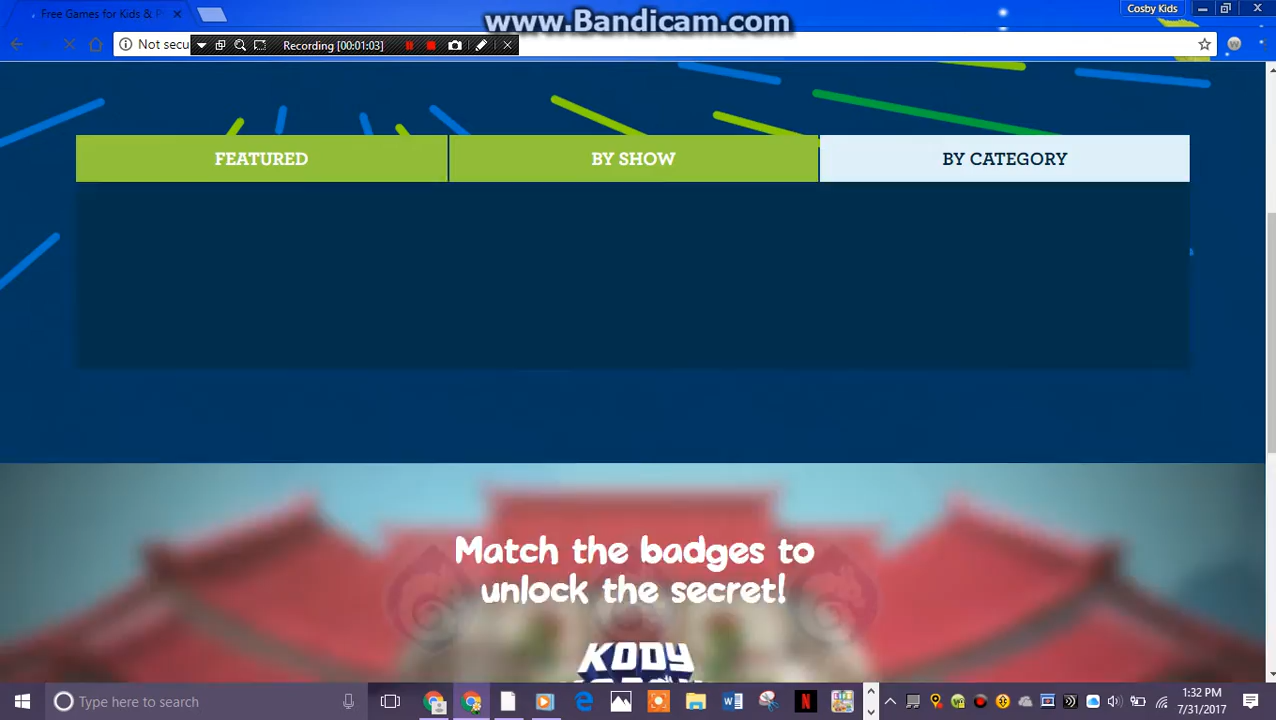 www.Bandicam.com
Cosby Kids
Free Games for Kids & P
Not secu
Recording [00:01:03]
FEATURED
BY SHOW
BY CATEGORY
Match the badges to
unlock the secret!
KODY
Type here to search
1:32 PM
7/31/2017